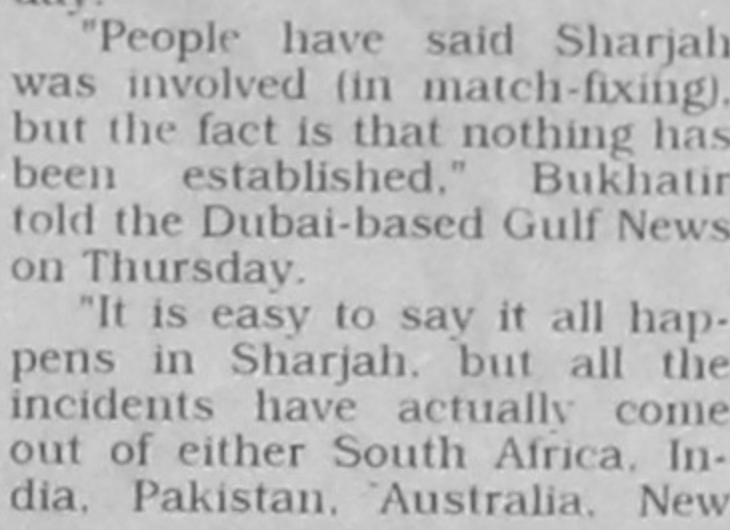 "People have said Sharjah
was involved (in match-fixing),
but the fact is that nothing has
been established," Bukhatir
told the Dubai-based Gulf News
on Thursday.
"It is easy to say it all hap-
pens in Sharjah, but all the
incidents have actually come
out of either South Africa, In-
dia, Pakistan, Australia, New